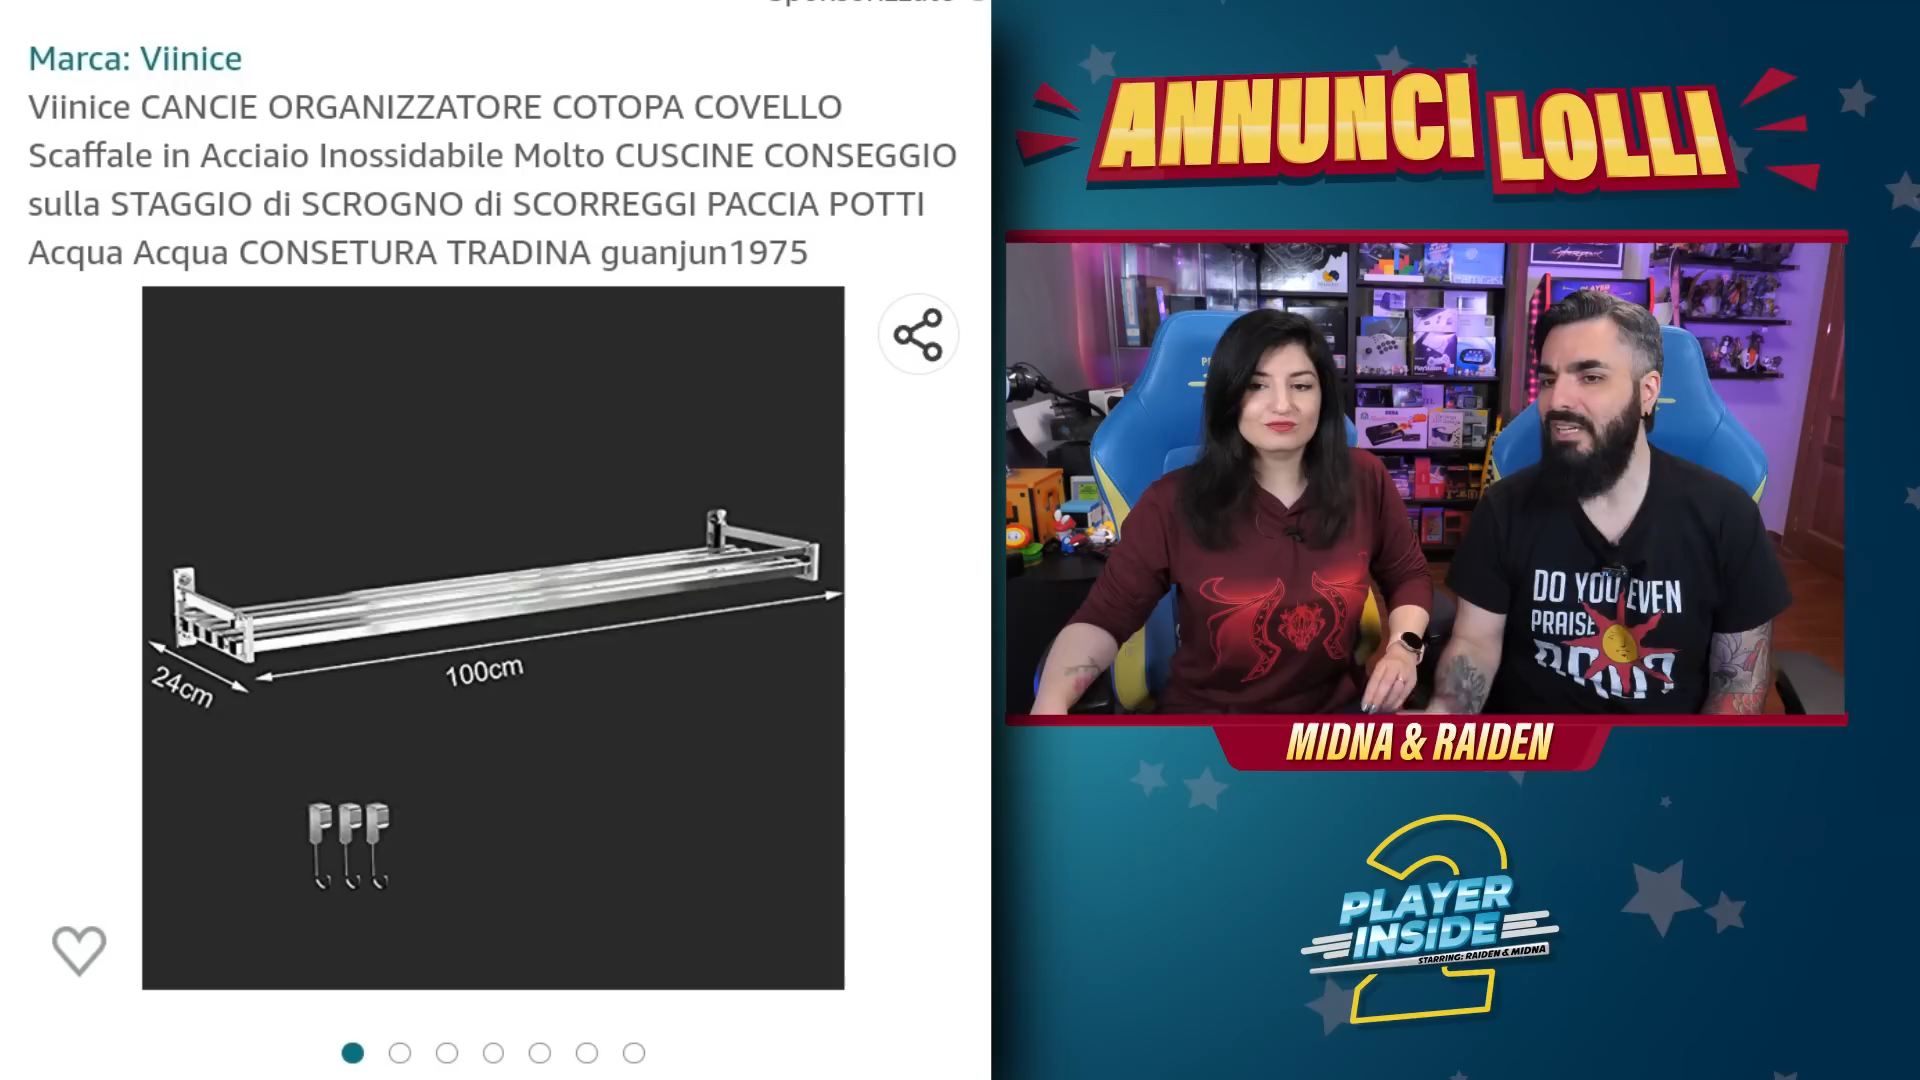 Marca: Viinice
Viinice CANCIE ORGANIZZATORE COTOPA COVELLO
Scaffale in Acciaio Inossidabile Molto CUSCINE CONSEGGIO
sulla STAGGIO di SCROGNO di SCORREGGI PACCIA POTTI
Acqua Acqua CONSETURA TRADINA guanjun1975
24cm
100cm
ANNUNCI
LOLLI
DO YOU EVEN
PRAISE
MIDNA & RAIDEN
2
PLAYER
INSIDE
STARRING: RAIDEN & MIDNA